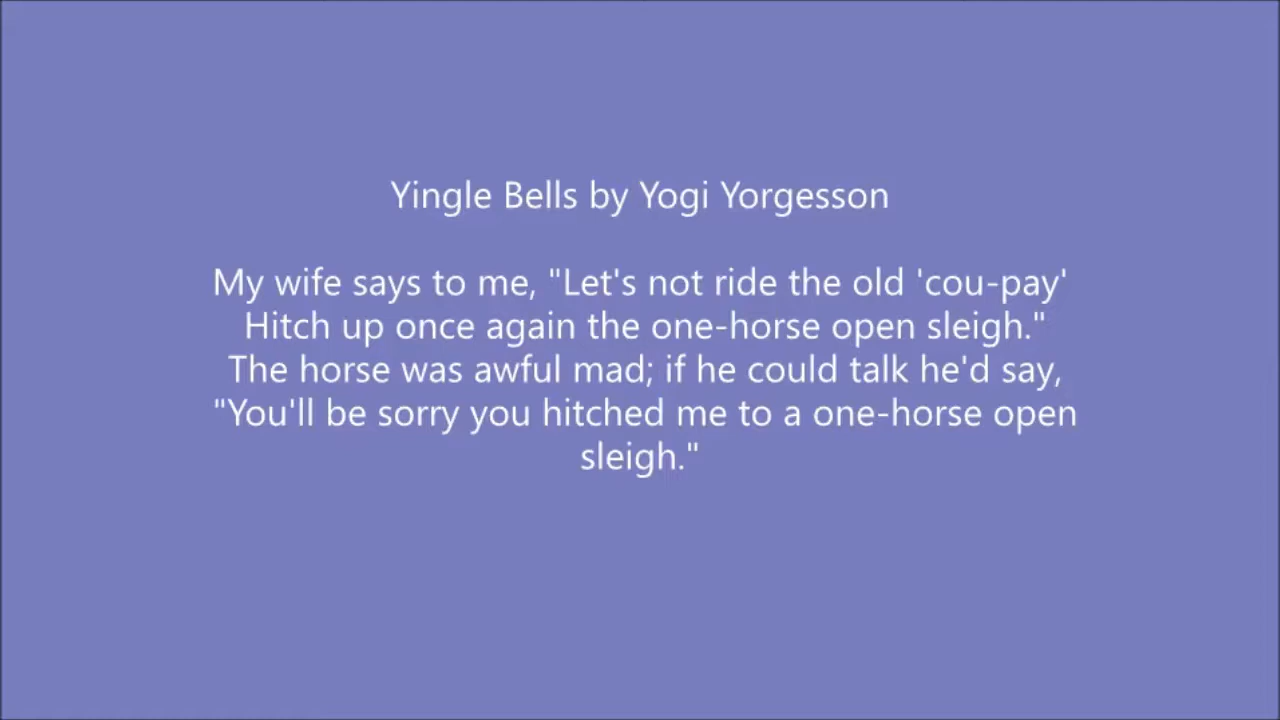 Yingle Bells by Yogi Yorgesson
My wife says to me, "Let's not ride the old 'cou-pay'
Hitch up once again the one-horse open sleigh."
The horse was awful mad; if he could talk he'd say,
"You'll be sorry you hitched me to a one-horse open
sleigh."